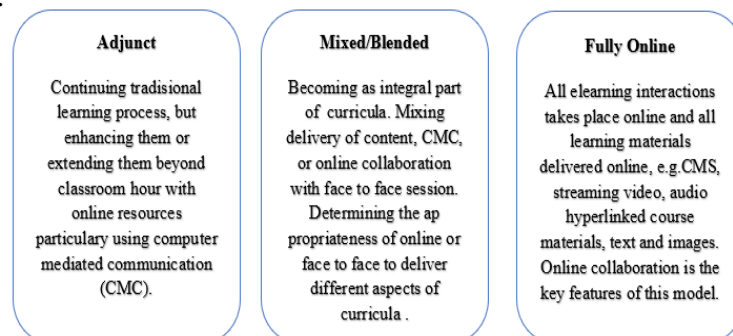 Adjunct
Continuing tradisional
learning process, but
enhancing them or
extending them beyond
classroom hour with
online resources
particulary using computer
mediated communication
(CMC).
Mixed/Blended
Becoming as integral part
of curricula. Mixing
delivery of content, CMC,
or online collaboration
with face to face session.
Determining the ap
propriateness of online or
face to face to deliver
different aspects of
curricula .
Fully Online
All elearning interactions
takes place online and all
learning materials
delivered online, e.g.CMS,
streaming video, audio
hyperlinked course
materials, text and images.
Online collaboration is the
key features of this model.